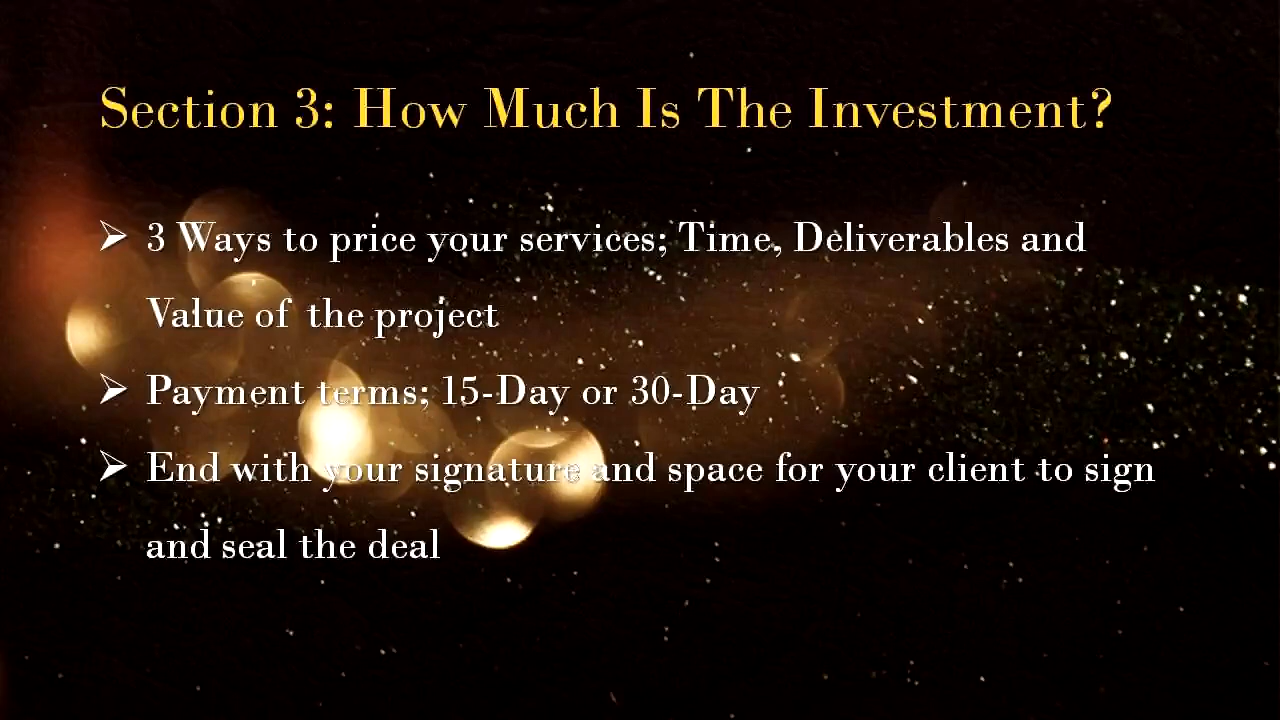 Section 3: How Much Is The Investment?
➢ 3 Ways to price your services; Time, Deliverables and
Value of the project
➢ Payment terms; 15-Day or 30-Day
➢ End with your signature and space for your client to sign
and seal the deal